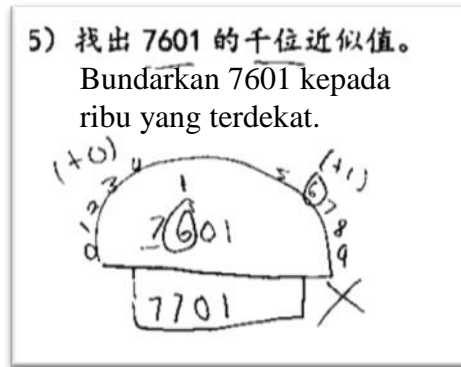 5) 找出 7601 的千位近似值。
Bundarkan 7601 kepada
ribu yang terdekat.
(+0) (+1)
0 1 2 3 4 5 6 7 8 9
1
7601
7701 ×